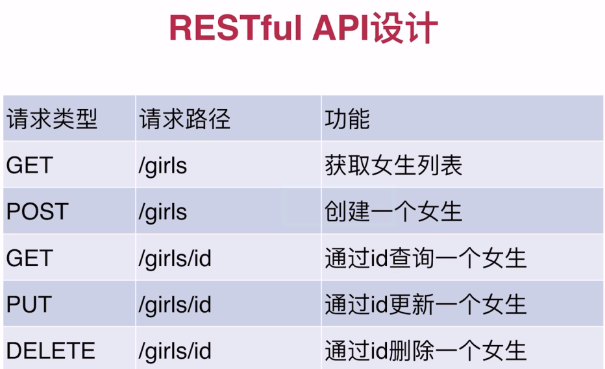 RESTful API设计
请求类型 请求路径 功能
GET /girls 获取女生列表
POST /girls 创建一个女生
GET /girls/id 通过id查询一个女生
PUT /girls/id 通过id更新一个女生
DELETE /girls/id 通过id删除一个女生